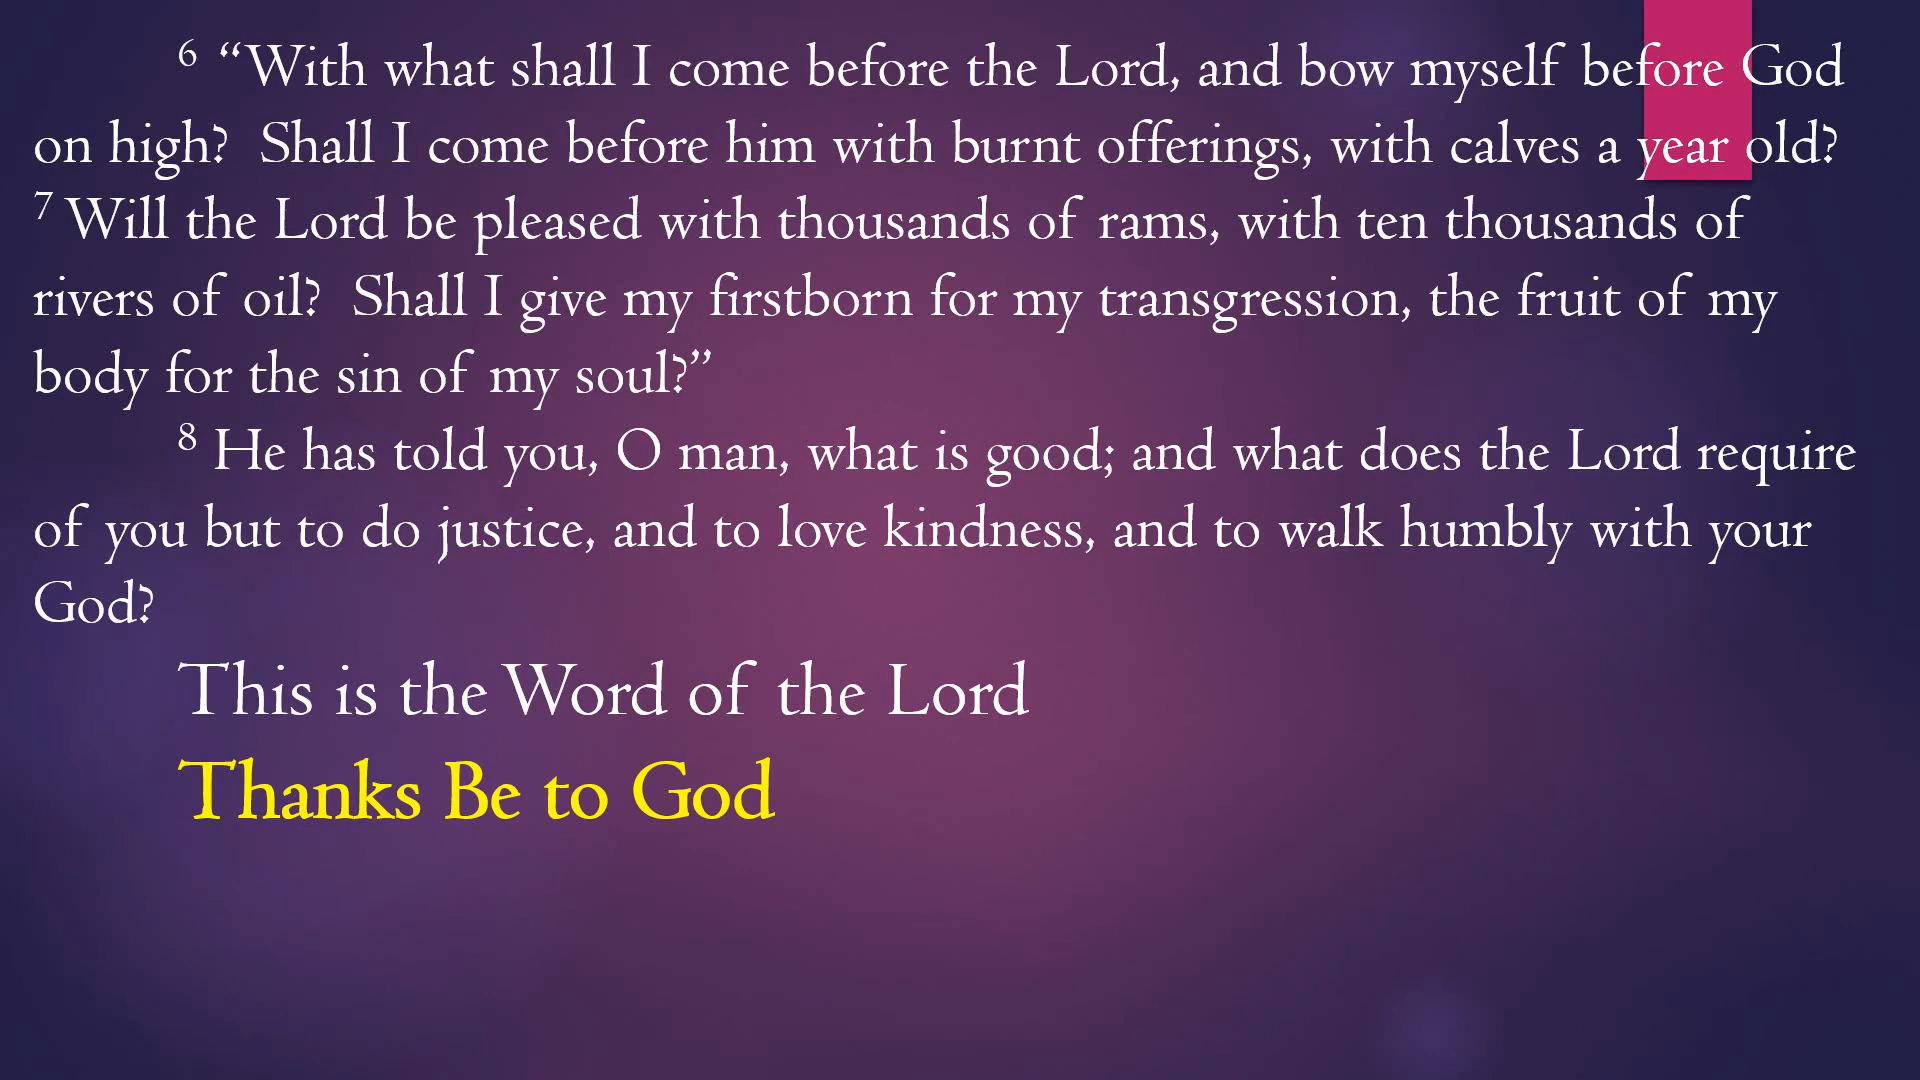 6 “With what shall I come before the Lord, and bow myself before God
on high? Shall I come before him with burnt offerings, with calves a year old?
7 Will the Lord be pleased with thousands of rams, with ten thousands of
rivers of oil? Shall I give my firstborn for my transgression, the fruit of my
body for the sin of my soul?”
8 He has told you, O man, what is good; and what does the Lord require
of you but to do justice, and to love kindness, and to walk humbly with your
God?
This is the Word of the Lord
Thanks Be to God